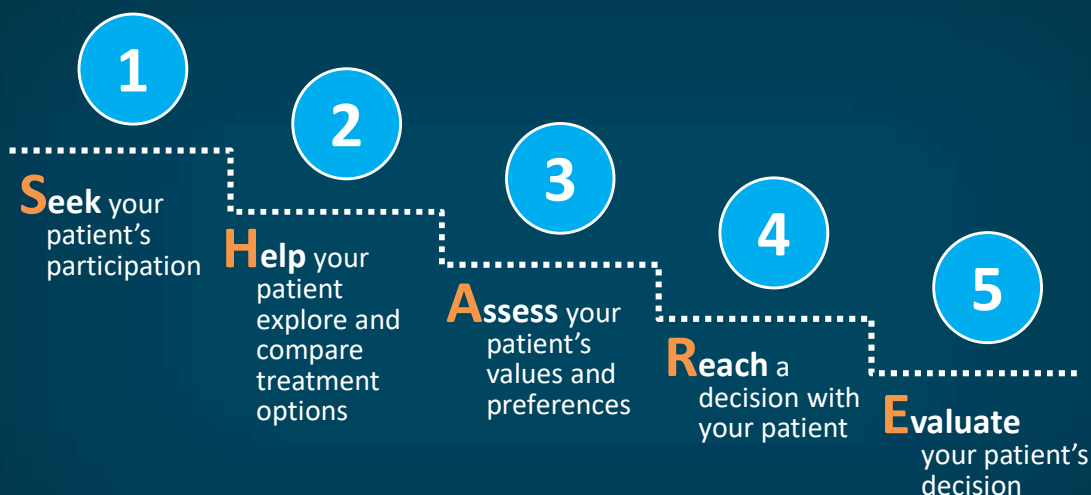 1
Seek your
patient's
participation
2
Help your
patient
explore and
compare
treatment
options
3
Assess your
patient's
values and
preferences
4
Reach a
decision with
your patient
5
Evaluate
your patient's
decision